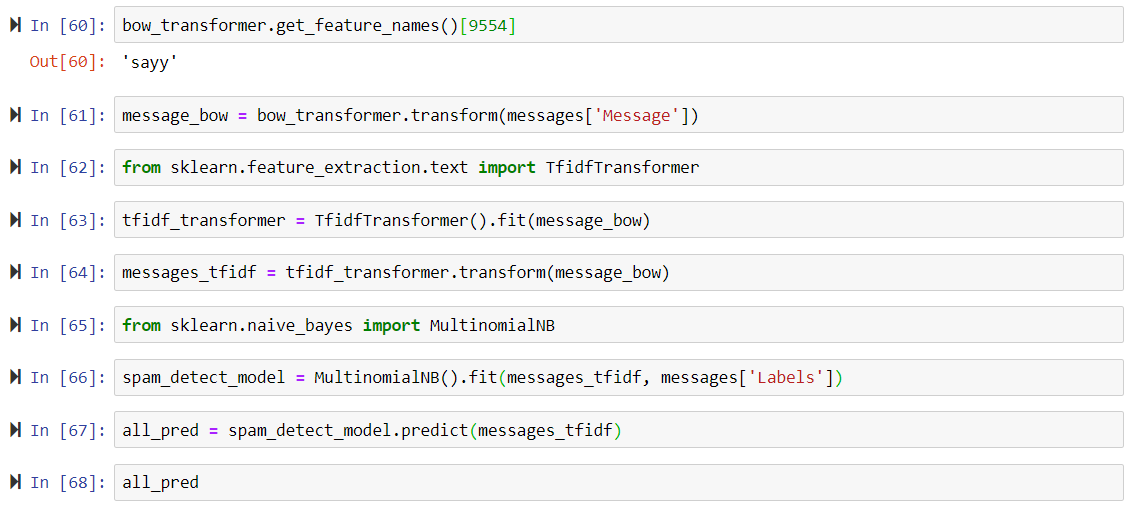 In [60]: bow_transformer.get_feature_names()[9554]
Out[60]: 'sayy'
In [61]: message_bow = bow_transformer.transform(messages['Message'])
In [62]: from sklearn.feature_extraction.text import TfidfTransformer
In [63]: tfidf_transformer = TfidfTransformer().fit(message_bow)
In [64]: messages_tfidf = tfidf_transformer.transform(message_bow)
In [65]: from sklearn.naive_bayes import MultinomialNB
In [66]: spam_detect_model = MultinomialNB().fit(messages_tfidf, messages['Labels'])
In [67]: all_pred = spam_detect_model.predict(messages_tfidf)
In [68]: all_pred